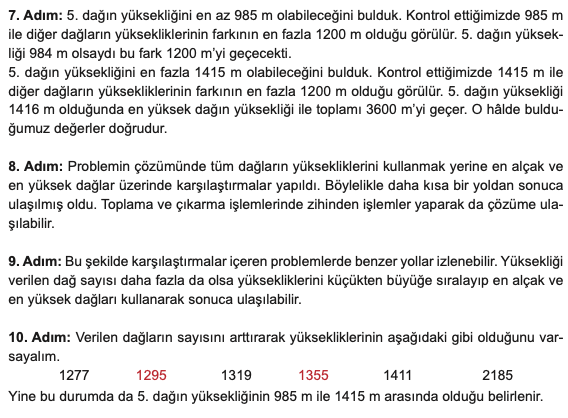 7. Adım: 5. dağın yüksekliğini en az 985 m olabileceğini bulduk. Kontrol ettiğimizde 985 m
ile diğer dağların yüksekliklerinin farkının en fazla 1200 m olduğu görülür. 5. dağın yüksek-
liği 984 m olsaydı bu fark 1200 m'yi geçecekti.
5. dağın yüksekliğini en fazla 1415 m olabileceğini bulduk. Kontrol ettiğimizde 1415 m ile
diğer dağların yüksekliklerinin farkının en fazla 1200 m olduğu görülür. 5. dağın yüksekliği
1416 m olduğunda en yüksek dağın yüksekliği ile toplamı 3600 m'yi geçer. O hâlde buldu-
ğumuz değerler doğrudur.
8. Adım: Problemin çözümünde tüm dağların yüksekliklerini kullanmak yerine en alçak ve
en yüksek dağlar üzerinde karşılaştırmalar yapıldı. Böylelikle daha kısa bir yoldan sonuca
ulaşılmış oldu. Toplama ve çıkarma işlemlerinde zihinden işlemler yaparak da çözüme ula-
şılabilir.
9. Adım: Bu şekilde karşılaştırmalar içeren problemlerde benzer yollar izlenebilir. Yüksekliği
verilen dağ sayısı daha fazla da olsa yüksekliklerini küçükten büyüğe sıralayıp en alçak ve
en yüksek dağları kullanarak sonuca ulaşılabilir.
10. Adım: Verilen dağların sayısını arttırarak yüksekliklerinin aşağıdaki gibi olduğunu var-
sayalım.
1277 1295 1319 1355 1411 2185
Yine bu durumda da 5. dağın yüksekliğinin 985 m ile 1415 m arasında olduğu belirlenir.